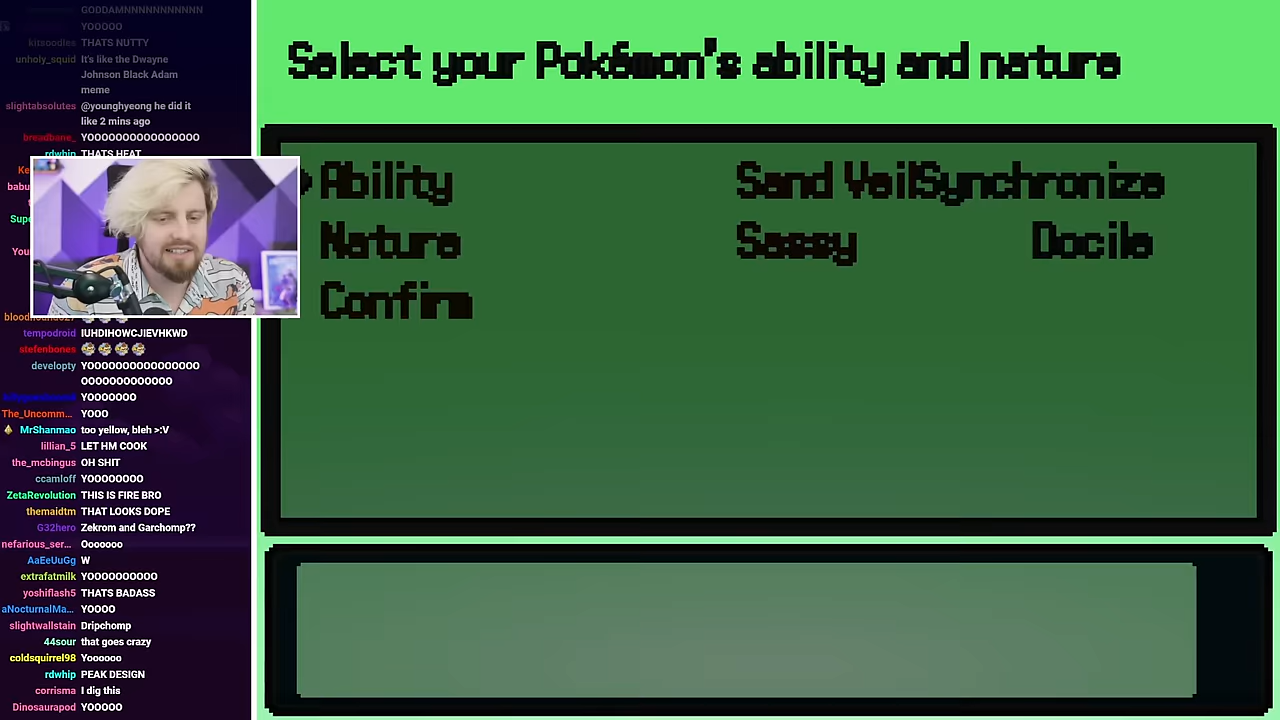 GODDAMNNNNNNNNNNN
YOOOOO
kitsoodles THATS NUTTY
unholy_squid It's like the Dwayne
Johnson Black Adam
meme
slightabsolutes @younghyeong he did it
like 2 mins ago
breadbane_ YOOOOOOOOOOOOOOOO
rdwhip THATS HEAT
tempodroid IUHDIHOWCJIEVHKWD
stefenbones
developty YOOOOOOOOOOOOOOOO
OOOOOOOOOOOOO
YOOOOOOO
The_Uncomm... YOOO
MrShanmao too yellow, bleh >:V
lillian_5 LET HM COOK
the_mcbingus OH SHIT
ccamloff YOOOOOOOO
ZetaRevolution THIS IS FIRE BRO
themaidtm THAT LOOKS DOPE
G32hero Zekrom and Garchomp??
nefarious_ser... Ooooooo
AaEeUuGg W
extrafatmilk YOOOOOOOOOO
yoshiflash5 THATS BADASS
aNocturnalMa... YOOOO
slightwallstain Dripchomp
44sour that goes crazy
coldsquirrel98 Yoooooo
rdwhip PEAK DESIGN
corrisma I dig this
Dinosaurapod YOOOOO
Select your Pokémon's ability and nature
Ability Sand Veil Synchronize
Nature Sassy Docile
Confirm